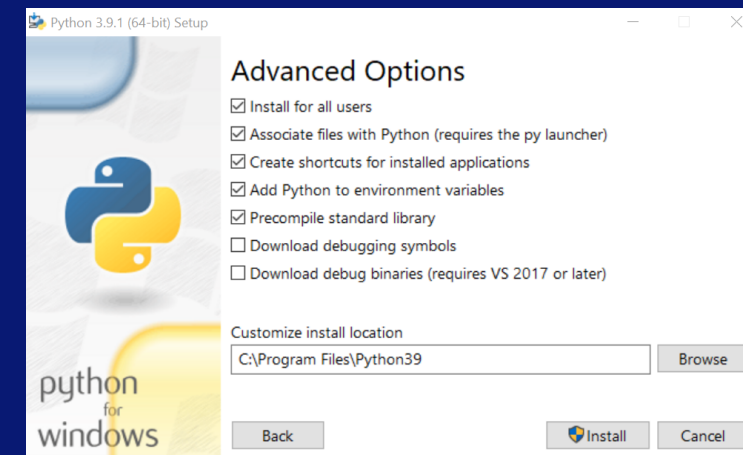 Python 3.9.1 (64-bit) Setup
Advanced Options
Install for all users
Associate files with Python (requires the py launcher)
Create shortcuts for installed applications
Add Python to environment variables
Precompile standard library
Download debugging symbols
Download debug binaries (requires VS 2017 or later)
Customize install location
C:\Program Files\Python39
Browse
python
for
windows
Back
Install
Cancel